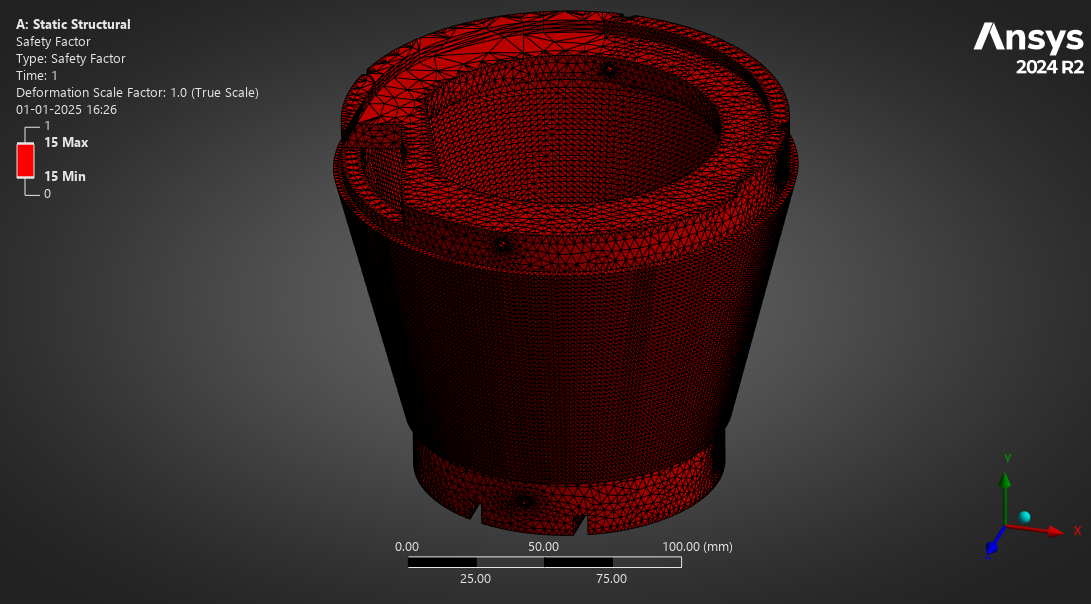 A: Static Structural
Safety Factor
Type: Safety Factor
Time: 1
Deformation Scale Factor: 1.0 (True Scale)
01-01-2025 16:26
1
15 Max
15 Min
0
Ansys
2024 R2
0.00 50.00 100.00 (mm)
25.00 75.00
Y
X
Z